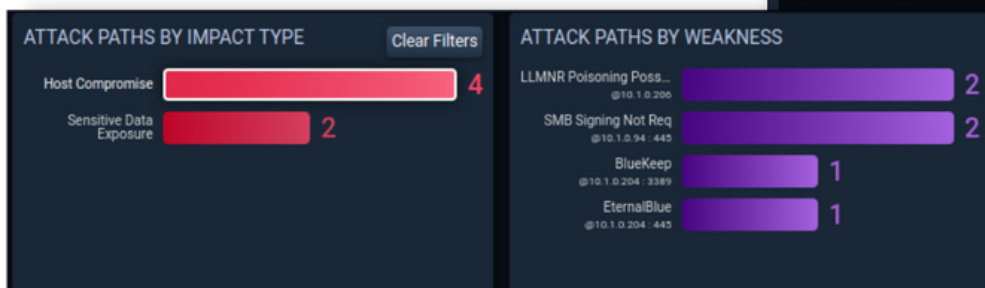 ATTACK PATHS BY IMPACT TYPE
Clear Filters
Host Compromise
4
Sensitive Data
Exposure
2
ATTACK PATHS BY WEAKNESS
LLMNR Poisoning Poss...
@10.1.0.206
2
SMB Signing Not Req
@10.1.0.94 : 445
2
BlueKeep
@10.1.0.204 : 3389
1
EternalBlue
@10.1.0.204 : 445
1